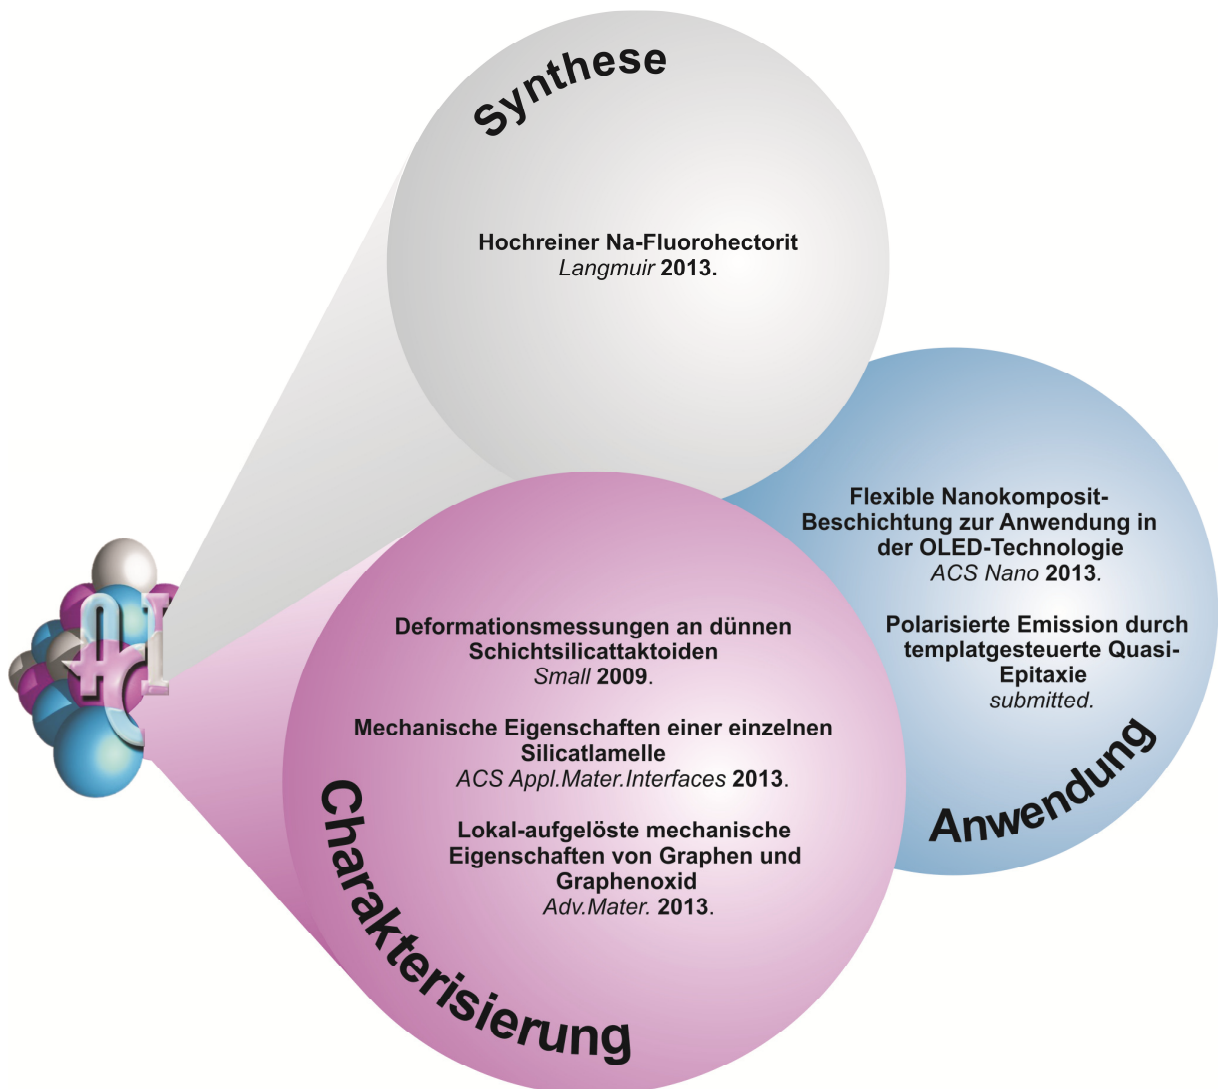 Synthese
Hochreiner Na-Fluorohectorit
Langmuir 2013.
Flexible Nanokomposit-
Beschichtung zur Anwendung in
der OLED-Technologie
ACS Nano 2013.
Polarisierte Emission durch
templatgesteuerte Quasi-
Epitaxie
submitted.
Anwendung
Deformationsmessungen an dünnen
Schichtsilicattaktoiden
Small 2009.
Mechanische Eigenschaften einer einzelnen
Silicatlamelle
ACS Appl.Mater.Interfaces 2013.
Lokal-aufgelöste mechanische
Eigenschaften von Graphen und
Graphenoxid
Adv.Mater. 2013.
Charakterisierung